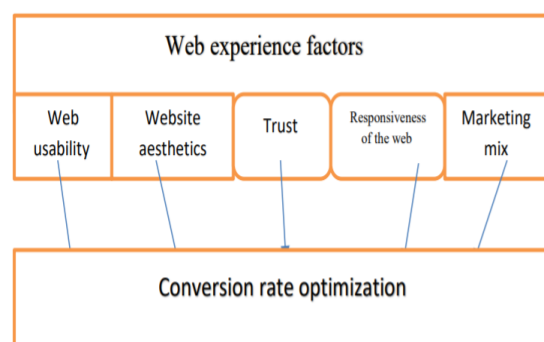 Web experience factors
Web
usability
Website
aesthetics
Trust
Responsiveness
of the web
Marketing
mix
Conversion rate optimization